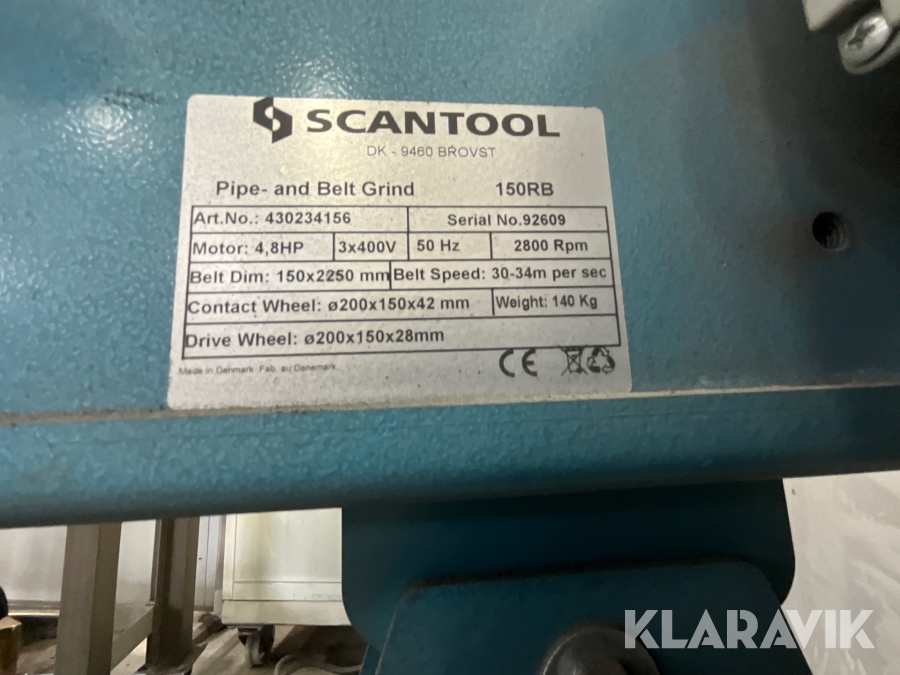 SCANTOOL
DK - 9460 BROVST
Pipe- and Belt Grind 150RB
Art.No.: 430234156 Serial No.92609
Motor: 4,8HP 3x400V 50 Hz 2800 Rpm
Belt Dim: 150x2250 mm Belt Speed: 30-34m per sec
Contact Wheel: ø200x150x42 mm Weight: 140 Kg
Drive Wheel: ø200x150x28mm
Made in Denmark Fab. au Danemark
CE
KLARAVIK